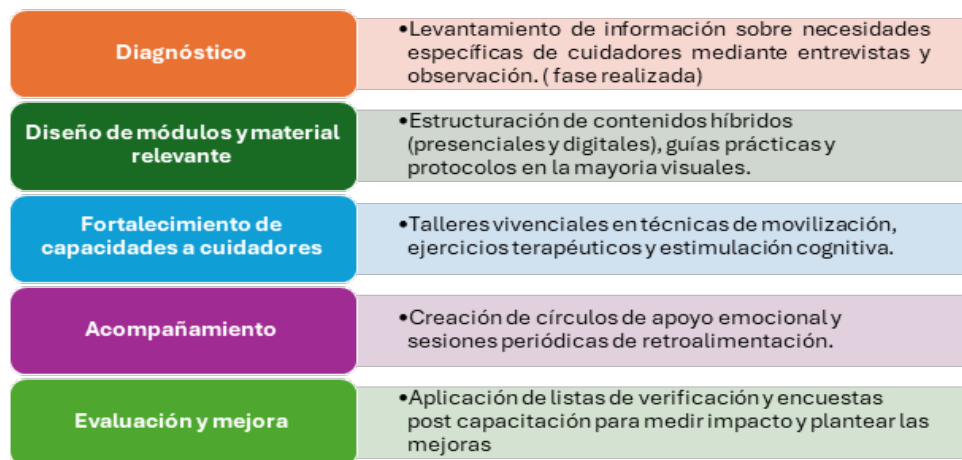 Diagnóstico
•Levantamiento de información sobre necesidades
específicas de cuidadores mediante entrevistas y
observación. ( fase realizada)
Diseño de módulos y material
relevante
•Estructuración de contenidos híbridos
(presenciales y digitales), guías prácticas y
protocolos en la mayoria visuales.
Fortalecimiento de
capacidades a cuidadores
•Talleres vivenciales en técnicas de movilización,
ejercicios terapéuticos y estimulación cognitiva.
Acompañamiento
•Creación de círculos de apoyo emocional y
sesiones periódicas de retroalimentación.
Evaluación y mejora
•Aplicación de listas de verificación y encuestas
post capacitación para medir impacto y plantear las
mejoras